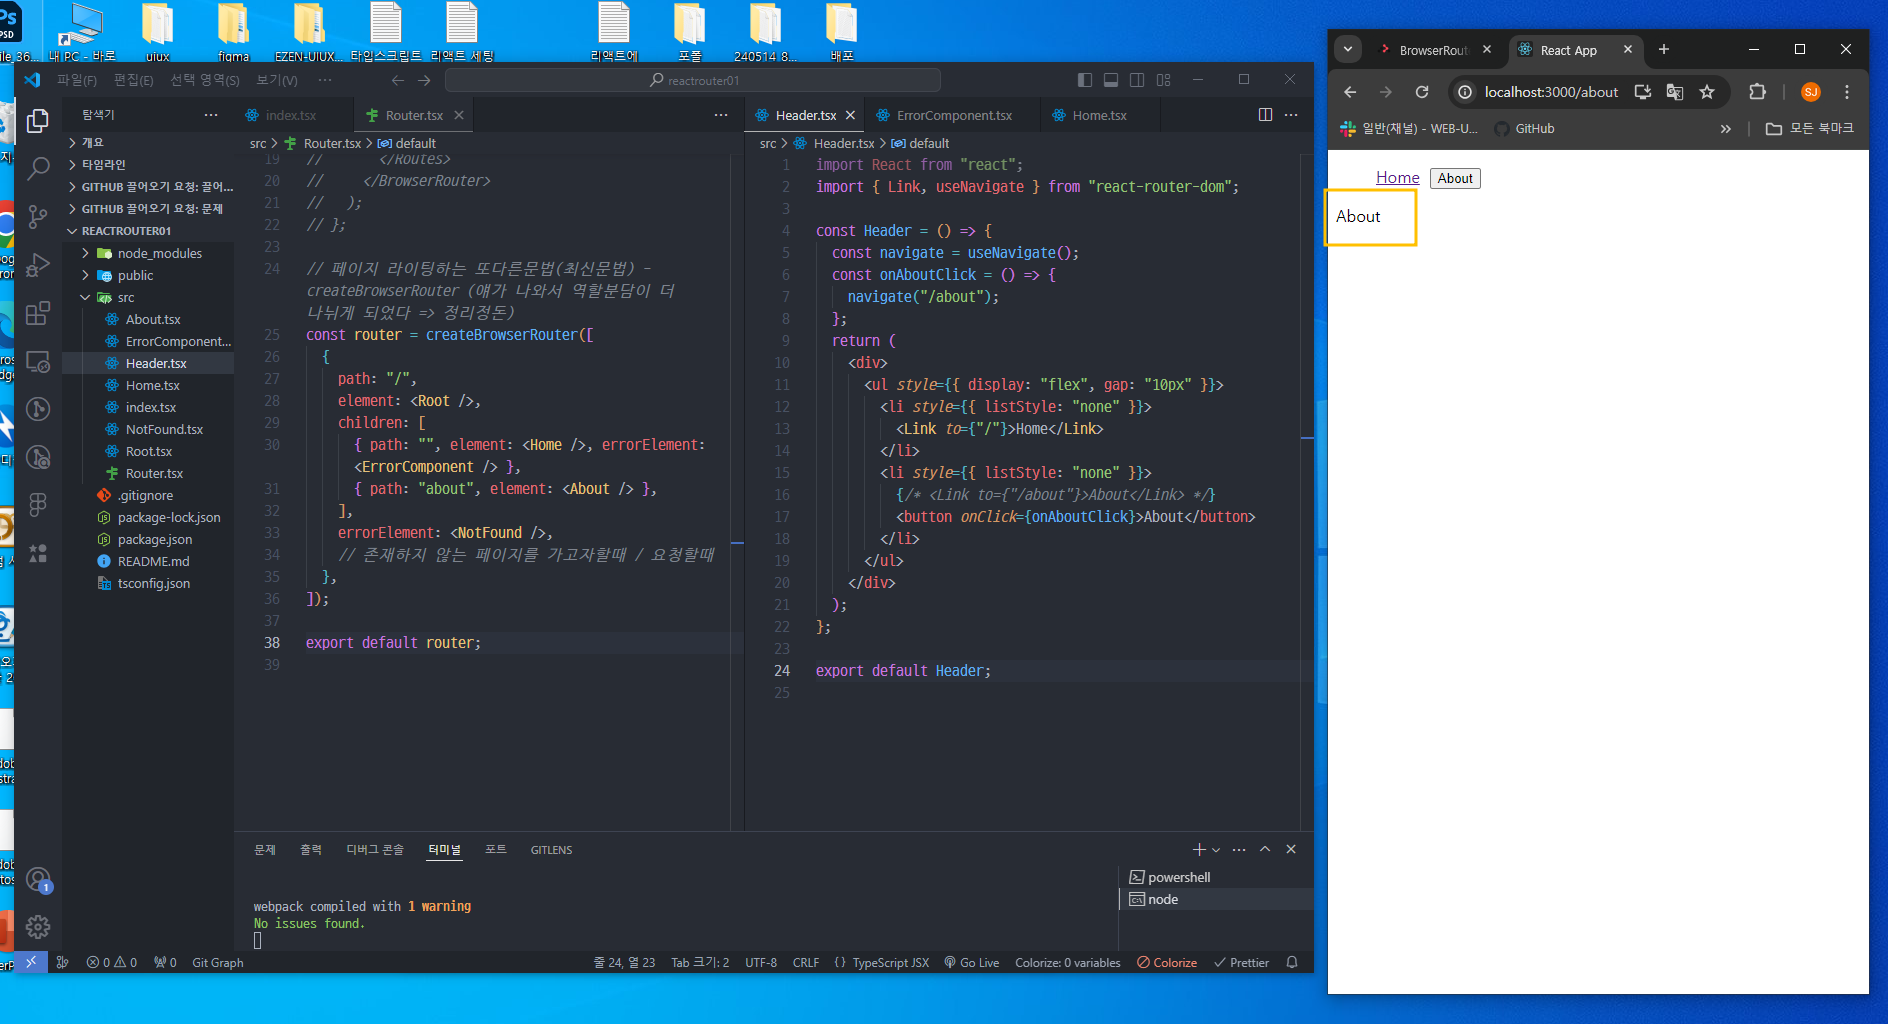 내 PC - 바로
uiux
figma
EZEN-UIUX...
타입스크립트
리액트 세팅
리액트에
포폴
240514 8...
배포
파일(F) 편집(E) 선택 영역(S) 보기(V) ···
reactrouter01
탐색기
개요
타임라인
GITHUB 끌어오기 요청: 끌어...
GITHUB 끌어오기 요청: 문제
REACTROUTER01
node_modules
public
src
About.tsx
ErrorComponent...
Header.tsx
Home.tsx
index.tsx
NotFound.tsx
Root.tsx
Router.tsx
.gitignore
package-lock.json
package.json
README.md
tsconfig.json
index.tsx Router.tsx
src > Router.tsx > default
19 //       </Routes>
20 //     </BrowserRouter>
21 //   );
22 // };
23
24 // 페이지 라이팅하는 또다른문법(최신문법) -
createBrowserRouter (얘가 나와서 역할분담이 더
나뉘게 되었다 => 정리정돈)
25 const router = createBrowserRouter([
26   {
27     path: "/",
28     element: <Root />,
29     children: [
30       { path: "", element: <Home />, errorElement:
<ErrorComponent /> },
31       { path: "about", element: <About /> },
32     ],
33     errorElement: <NotFound />,
34     // 존재하지 않는 페이지를 가고자할때 / 요청할때
35   },
36 ]);
37
38 export default router;
39
Header.tsx ErrorComponent.tsx Home.tsx
src > Header.tsx > default
1 import React from "react";
2 import { Link, useNavigate } from "react-router-dom";
3
4 const Header = () => {
5   const navigate = useNavigate();
6   const onAboutClick = () => {
7     navigate("/about");
8   };
9   return (
10     <div>
11       <ul style={{ display: "flex", gap: "10px" }}>
12         <li style={{ listStyle: "none" }}>
13           <Link to={"/"}>Home</Link>
14         </li>
15         <li style={{ listStyle: "none" }}>
16           {/* <Link to={"/about"}>About</Link> */}
17           <button onClick={onAboutClick}>About</button>
18         </li>
19       </ul>
20     </div>
21   );
22 };
23
24 export default Header;
25
문제 출력 디버그 콘솔 터미널 포트 GITLENS
webpack compiled with 1 warning
No issues found.
powershell
node
0 0 0 Git Graph
줄 24, 열 23 Tab 크기: 2 UTF-8 CRLF {} TypeScript JSX Go Live Colorize: 0 variables Colorize Prettier
BrowserRout React App
localhost:3000/about
SJ
일반(채널) - WEB-U... GitHub » 모든 북마크
Home About
About